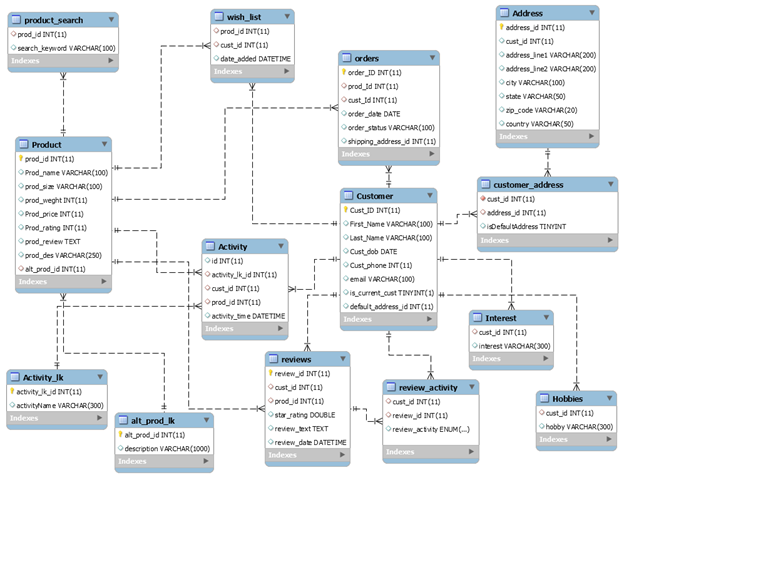 product_search
prod_id INT(11)
search_keyword VARCHAR(100)
Indexes
wish_list
prod_id INT(11)
cust_id INT(11)
date_added DATETIME
Indexes
orders
order_ID INT(11)
prod_Id INT(11)
cust_Id INT(11)
order_date DATE
order_status VARCHAR(100)
shipping_address_id INT(11)
Indexes
Address
address_id INT(11)
cust_id INT(11)
address_line1 VARCHAR(200)
address_line2 VARCHAR(200)
city VARCHAR(100)
state VARCHAR(50)
zip_code VARCHAR(20)
country VARCHAR(50)
Indexes
Product
prod_id INT(11)
Prod_name VARCHAR(100)
prod_size VARCHAR(100)
prod_weght INT(11)
Prod_price INT(11)
Prod_rating INT(11)
prod_review TEXT
prod_des VARCHAR(250)
alt_prod_id INT(11)
Indexes
Customer
Cust_ID INT(11)
First_Name VARCHAR(100)
Last_Name VARCHAR(100)
Cust_dob DATE
Cust_phone INT(11)
email VARCHAR(100)
is_current_cust TINYINT(1)
default_address_id INT(11)
Indexes
customer_address
cust_id INT(11)
address_id INT(11)
isDefaultAddress TINYINT
Indexes
Activity
id INT(11)
activity_lk_id INT(11)
cust_id INT(11)
prod_id INT(11)
activity_time DATETIME
Indexes
Interest
cust_id INT(11)
interest VARCHAR(300)
Indexes
Activity_lk
activity_lk_id INT(11)
activityName VARCHAR(300)
Indexes
alt_prod_lk
alt_prod_id INT(11)
description VARCHAR(1000)
Indexes
reviews
review_id INT(11)
cust_id INT(11)
prod_id INT(11)
star_rating DOUBLE
review_text TEXT
review_date DATETIME
Indexes
review_activity
cust_id INT(11)
review_id INT(11)
review_activity ENUM(...)
Indexes
Hobbies
cust_id INT(11)
hobby VARCHAR(300)
Indexes